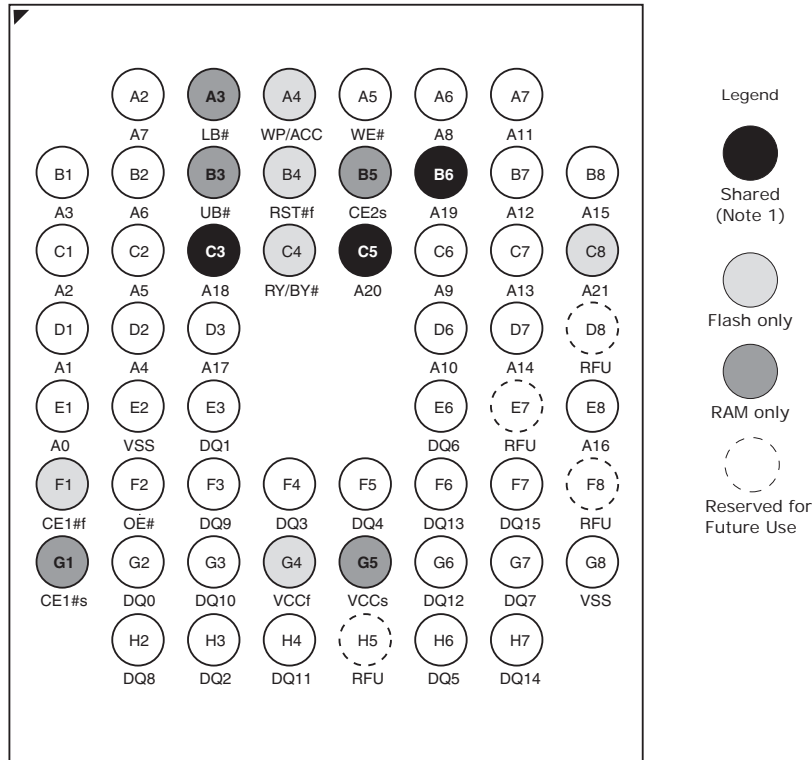 A2 A3 A4 A5 A6 A7
A7 LB# WP/ACC WE# A8 A11
B1 B2 B3 B4 B5 B6 B7 B8
A3 A6 UB# RST#f CE2s A19 A12 A15
C1 C2 C3 C4 C5 C6 C7 C8
A2 A5 A18 RY/BY# A20 A9 A13 A21
D1 D2 D3 D6 D7 D8
A1 A4 A17 A10 A14 RFU
E1 E2 E3 E6 E7 E8
A0 VSS DQ1 DQ6 RFU A16
F1 F2 F3 F4 F5 F6 F7 F8
CE1#f OE# DQ9 DQ3 DQ4 DQ13 DQ15 RFU
G1 G2 G3 G4 G5 G6 G7 G8
CE1#s DQ0 DQ10 VCCf VCCs DQ12 DQ7 VSS
H2 H3 H4 H5 H6 H7
DQ8 DQ2 DQ11 RFU DQ5 DQ14
Legend
Shared
(Note 1)
Flash only
RAM only
Reserved for
Future Use